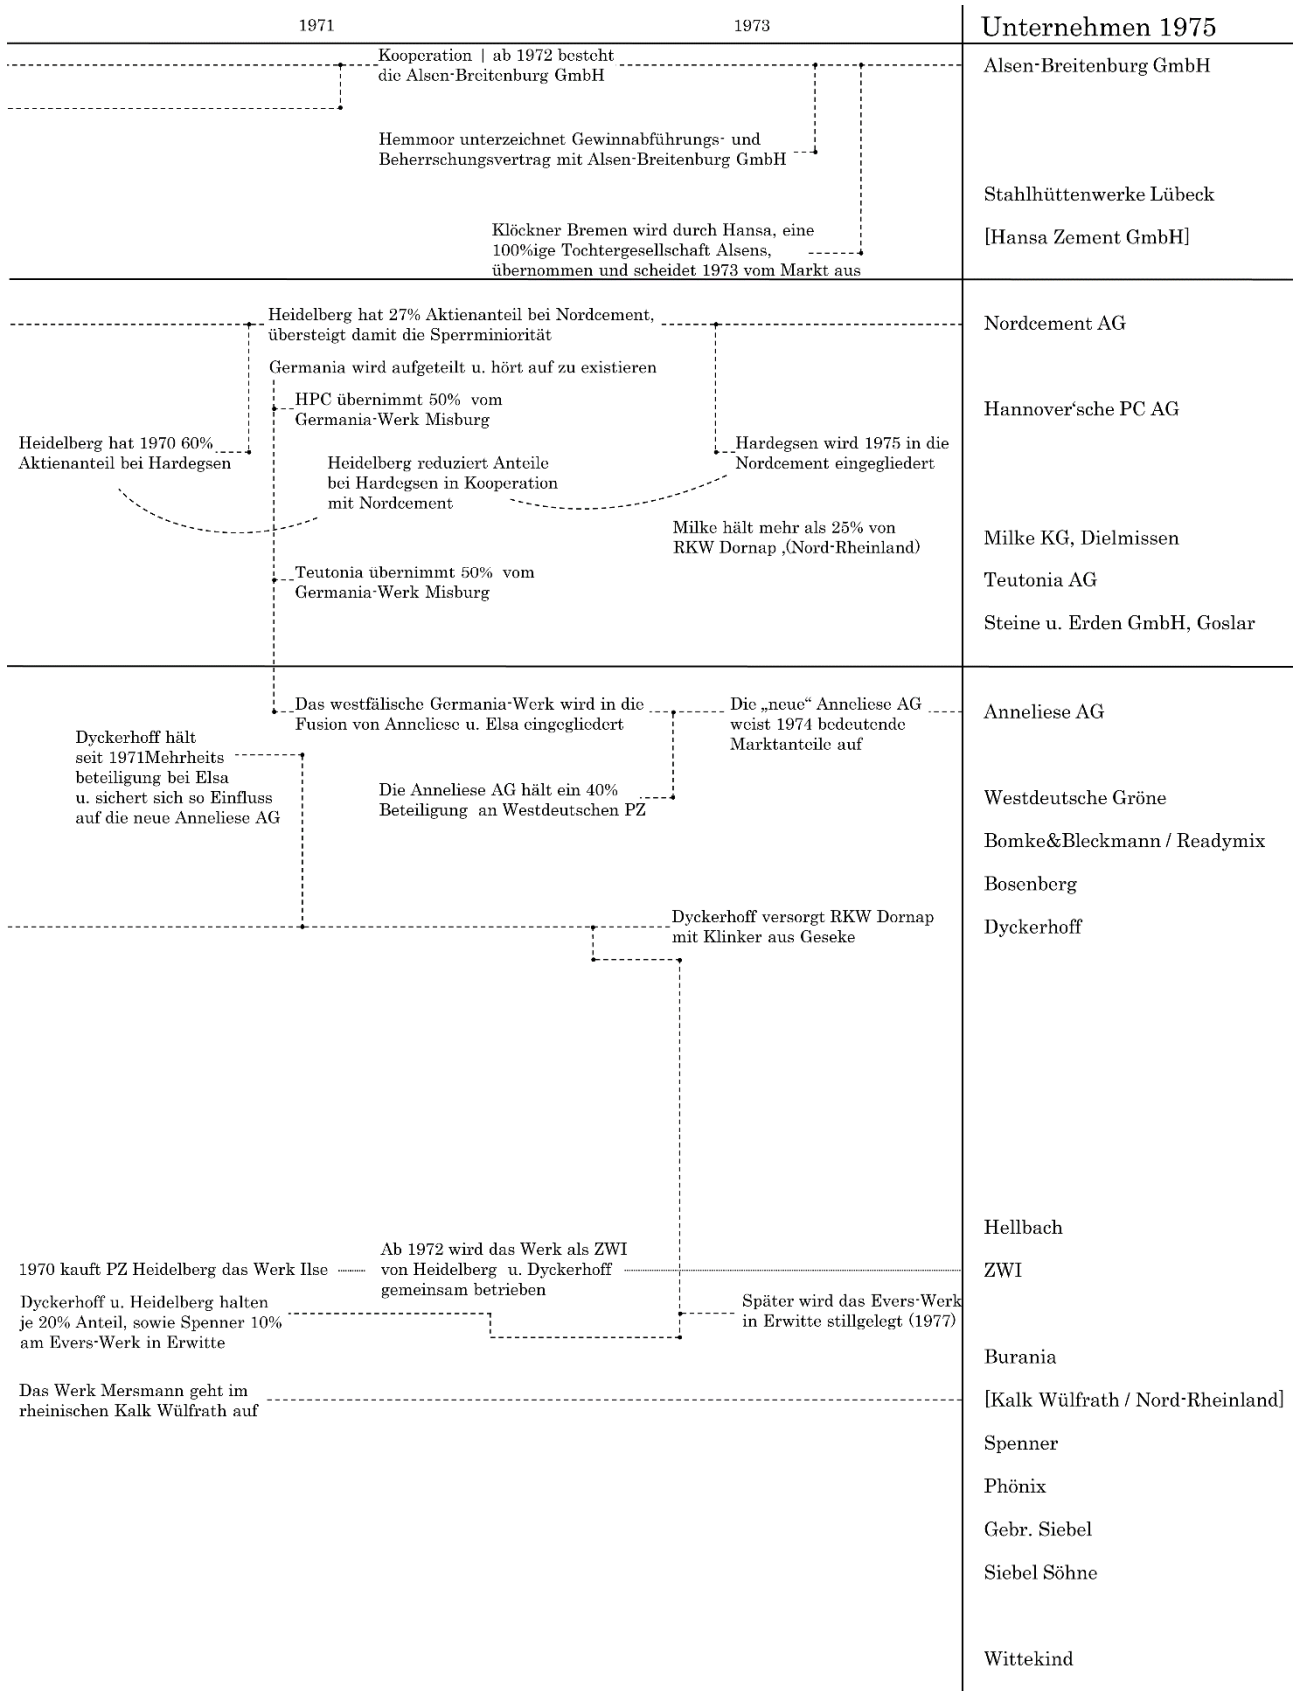 1971
1973
Unternehmen 1975
Kooperation | ab 1972 besteht
die Alsen-Breitenburg GmbH
Alsen-Breitenburg GmbH
Hemmoor unterzeichnet Gewinnabführungs- und
Beherrschungsvertrag mit Alsen-Breitenburg GmbH
Stahlhüttenwerke Lübeck
Klöckner Bremen wird durch Hansa, eine
100%ige Tochtergesellschaft Alsens,
übernommen und scheidet 1973 vom Markt aus
[Hansa Zement GmbH]
Heidelberg hat 27% Aktienanteil bei Nordcement,
übersteigt damit die Sperrminiorität
Nordcement AG
Germania wird aufgeteilt u. hört auf zu existieren
HPC übernimmt 50% vom
Germania-Werk Misburg
Hannover‘sche PC AG
Heidelberg hat 1970 60%
Aktienanteil bei Hardegsen
Heidelberg reduziert Anteile
bei Hardegsen in Kooperation
mit Nordcement
Hardegsen wird 1975 in die
Nordcement eingegliedert
Milke hält mehr als 25% von
RKW Dornap ,(Nord-Rheinland)
Milke KG, Dielmissen
Teutonia übernimmt 50% vom
Germania-Werk Misburg
Teutonia AG
Steine u. Erden GmbH, Goslar
Das westfälische Germania-Werk wird in die
Fusion von Anneliese u. Elsa eingegliedert
Die „neue“ Anneliese AG
weist 1974 bedeutende
Marktanteile auf
Anneliese AG
Dyckerhoff hält
seit 1971Mehrheits
beteiligung bei Elsa
u. sichert sich so Einfluss
auf die neue Anneliese AG
Die Anneliese AG hält ein 40%
Beteiligung an Westdeutschen PZ
Westdeutsche Gröne
Bomke&Bleckmann / Readymix
Bosenberg
Dyckerhoff versorgt RKW Dornap
mit Klinker aus Geseke
Dyckerhoff
Hellbach
1970 kauft PZ Heidelberg das Werk Ilse
Ab 1972 wird das Werk als ZWI
von Heidelberg u. Dyckerhoff
gemeinsam betrieben
ZWI
Dyckerhoff u. Heidelberg halten
je 20% Anteil, sowie Spenner 10%
am Evers-Werk in Erwitte
Später wird das Evers-Werk
in Erwitte stillgelegt (1977)
Burania
Das Werk Mersmann geht im
rheinischen Kalk Wülfrath auf
[Kalk Wülfrath / Nord-Rheinland]
Spenner
Phönix
Gebr. Siebel
Siebel Söhne
Wittekind